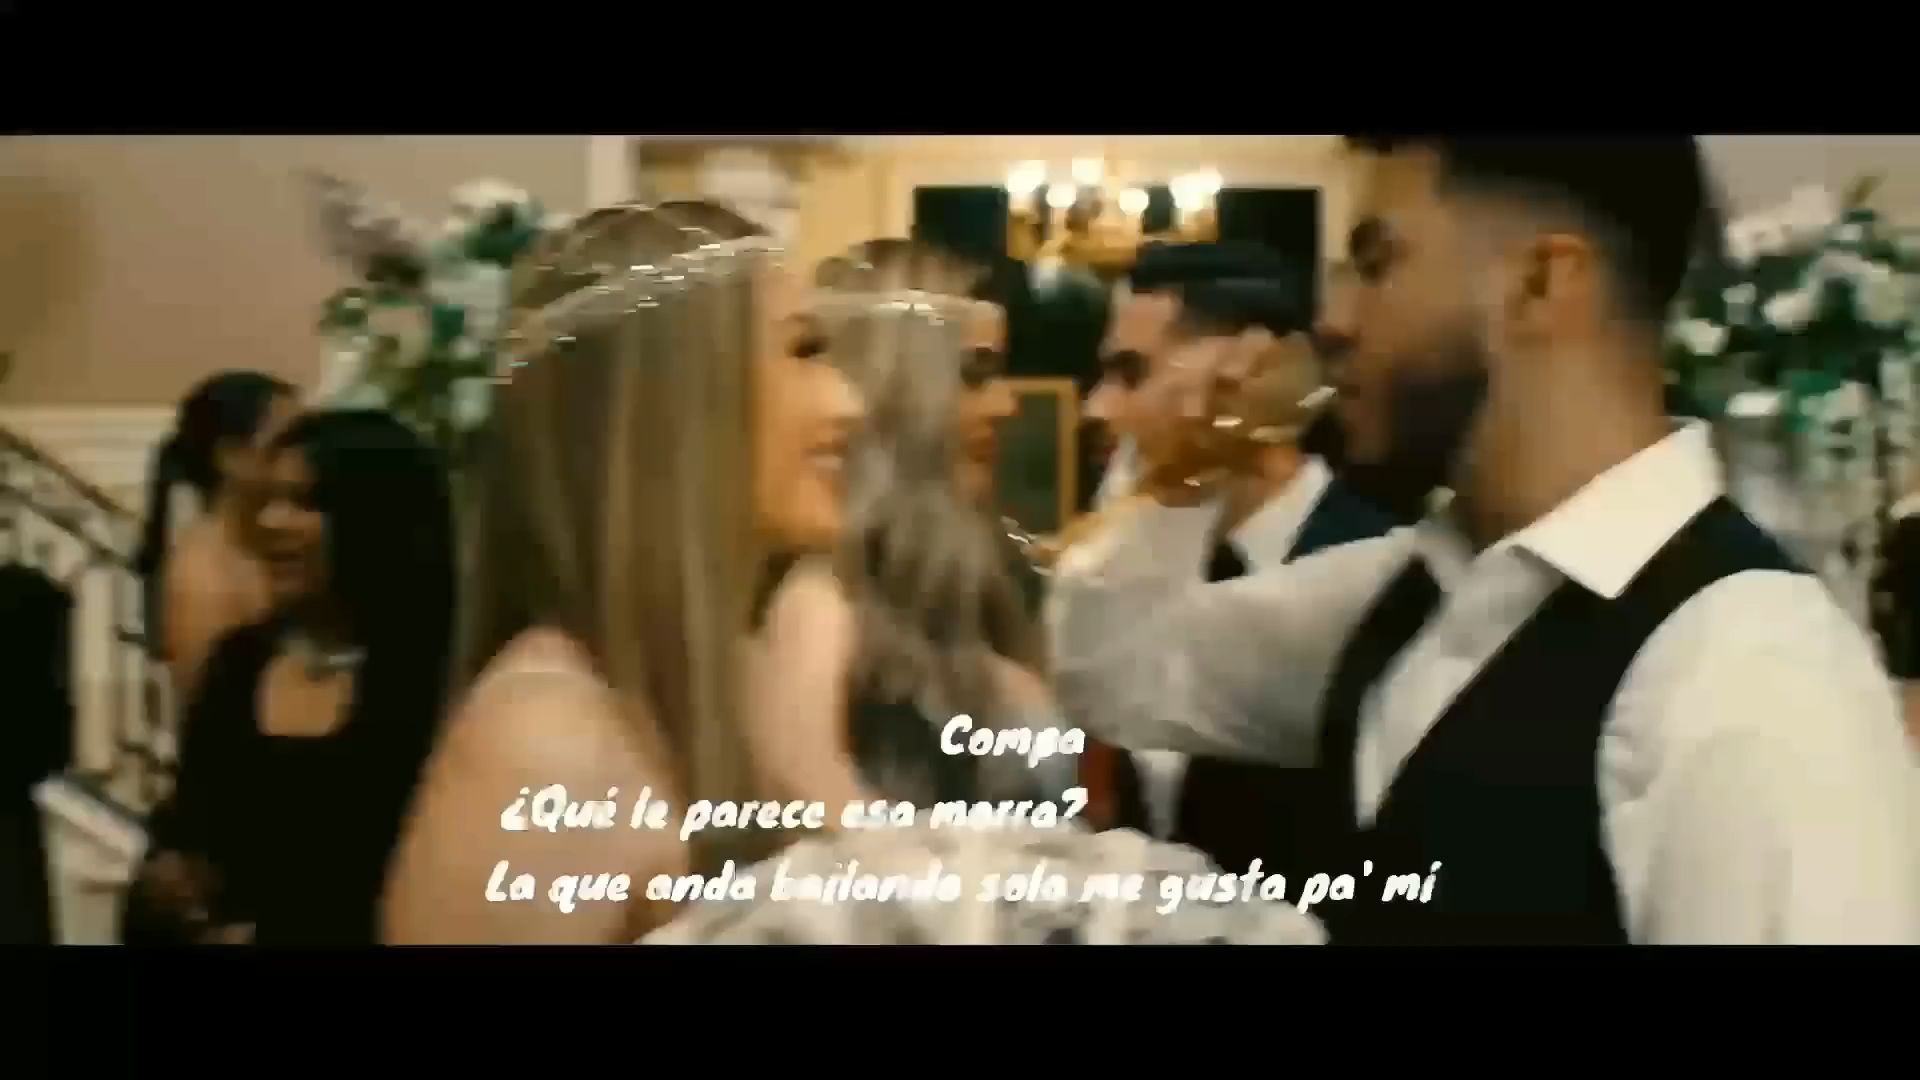 Compa
¿Qué le parece esa morra?
La que anda bailando sola me gusta pa' mí